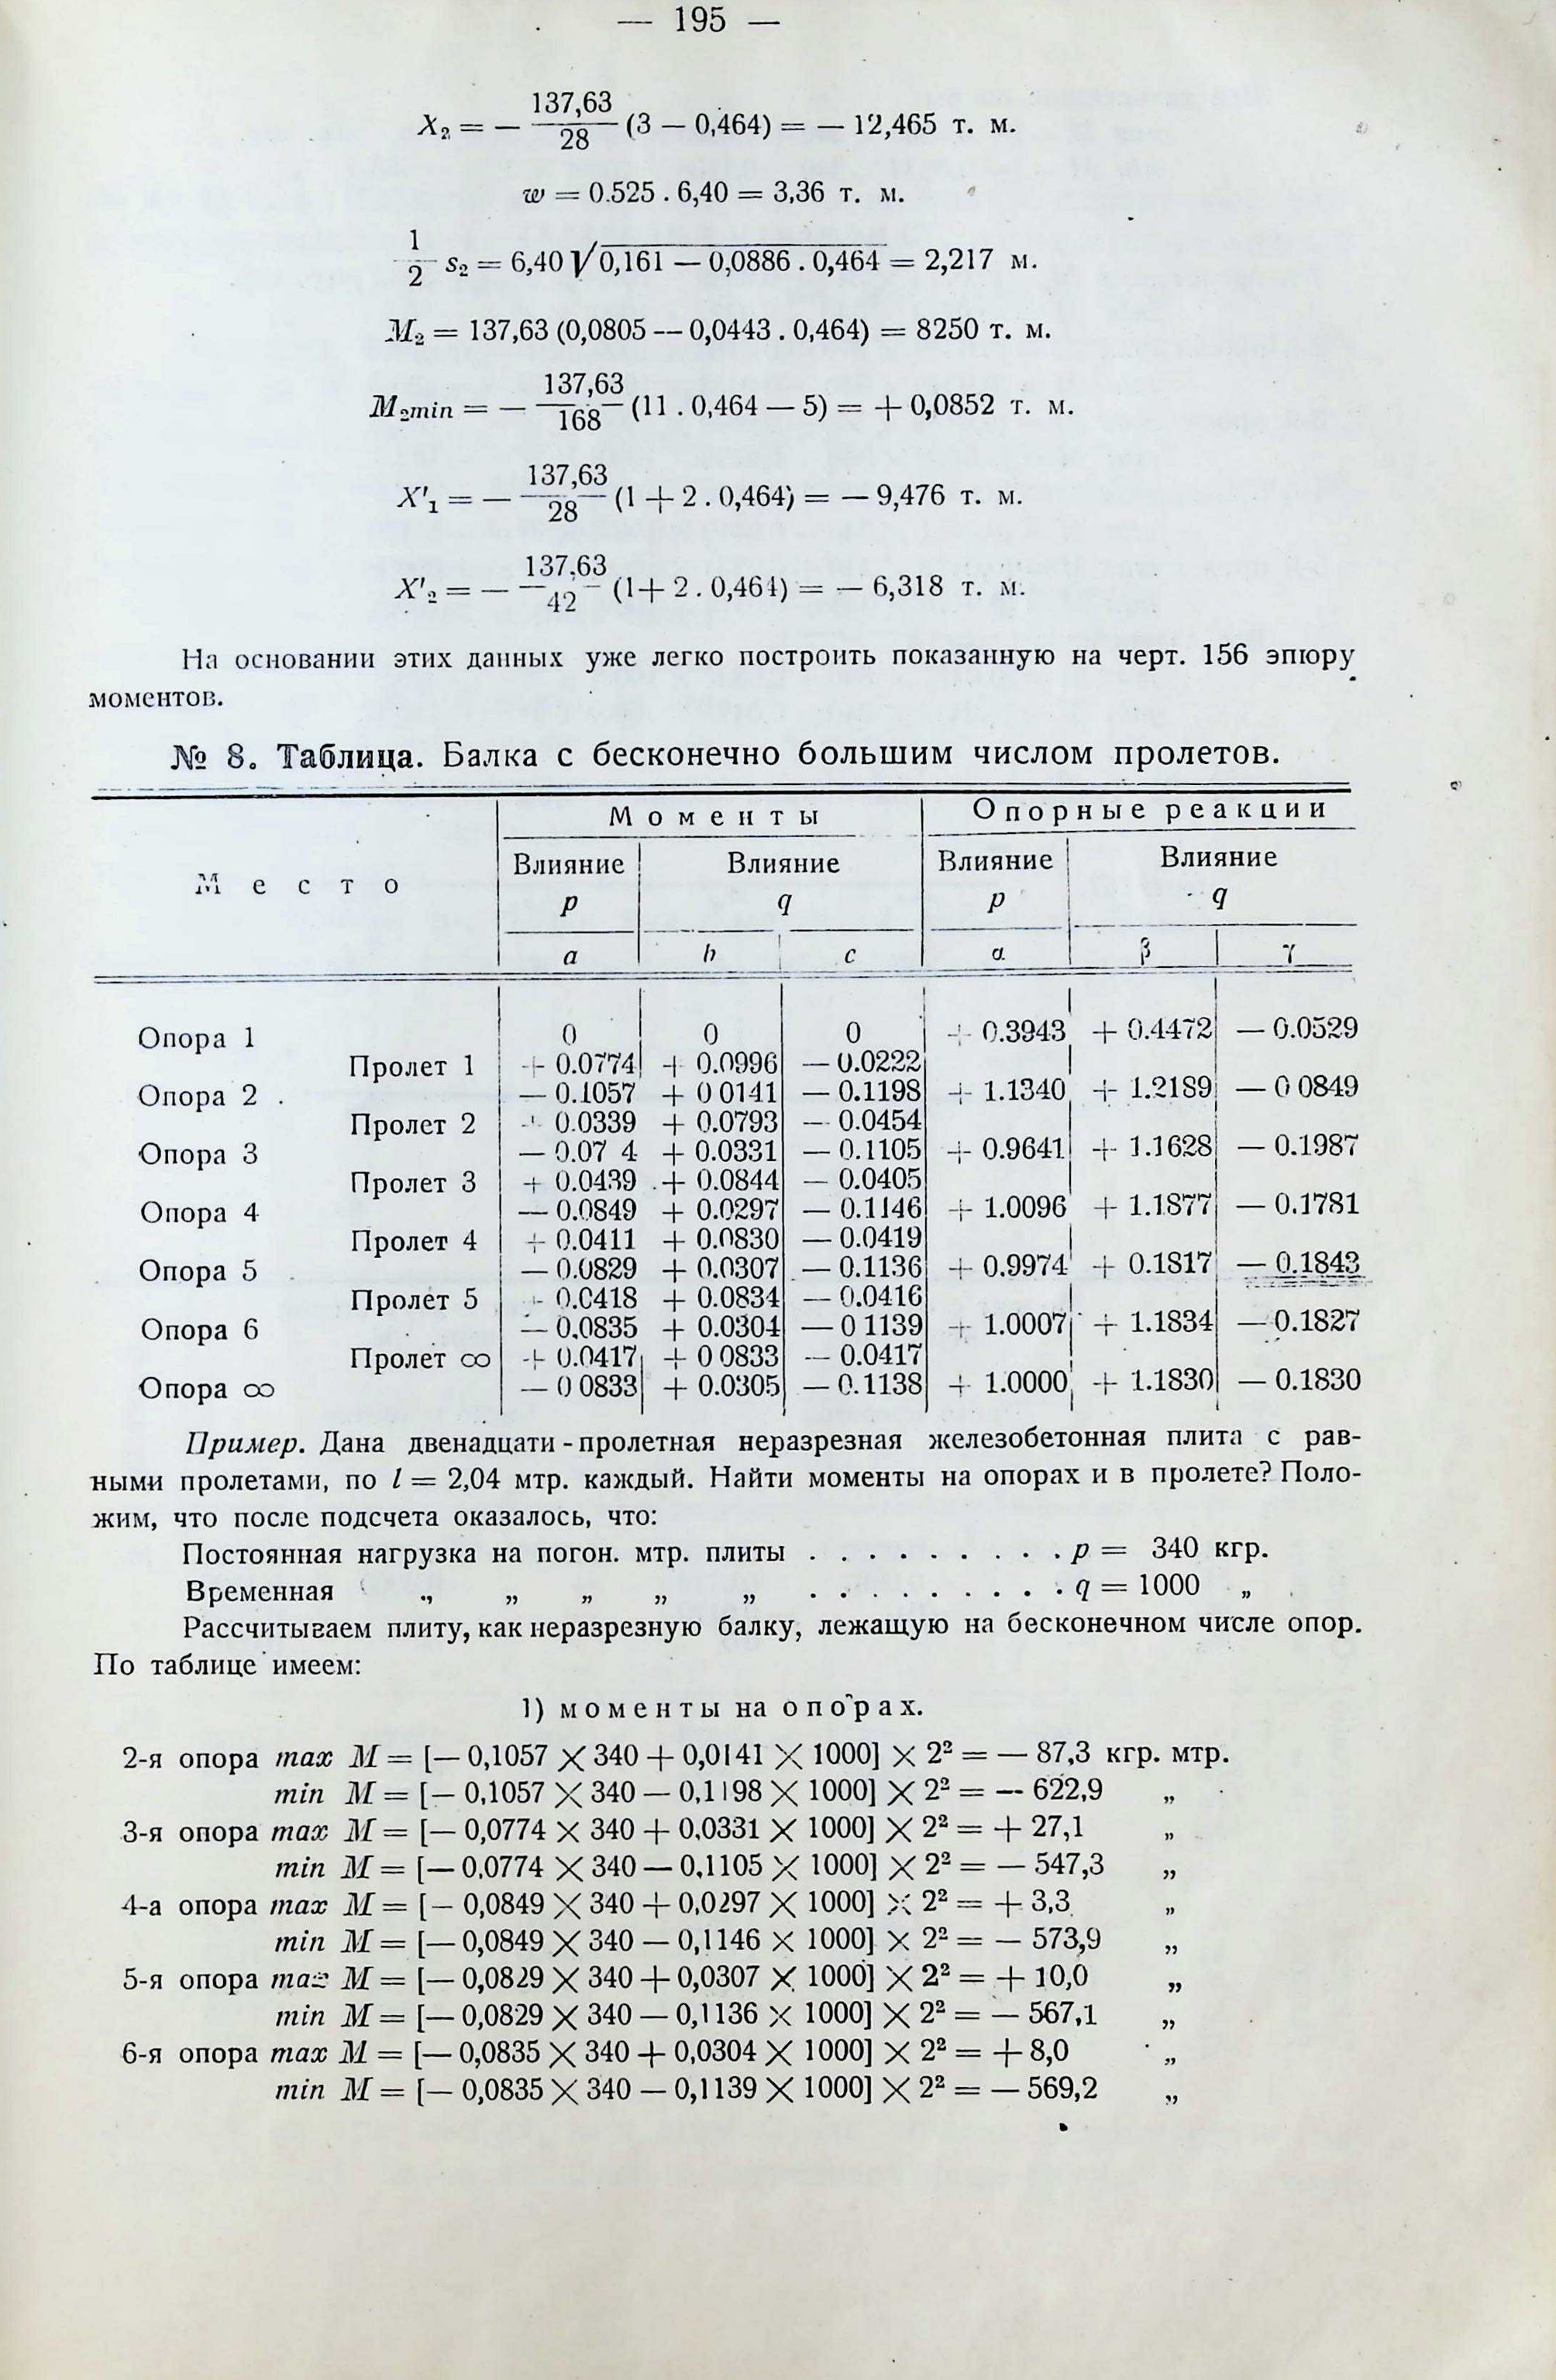 — 195 —
X₂ = — 137,63/28 (3 — 0,464) = — 12,465 т. м.
w = 0.525 . 6,40 = 3,36 т. м.
1/2 s₂ = 6,40 √0,161 — 0,0886 . 0,464 = 2,217 м.
M₂ = 137,63 (0,0805 — 0,0443 . 0,464) = 8250 т. м.
M₂min = — 137,63/168 (11 . 0,464 — 5) = + 0,0852 т. м.
X'₁ = — 137,63/28 (1 + 2 . 0,464) = — 9,476 т. м.
X'₂ = — 137,63/42 (1 + 2 . 0,464) = — 6,318 т. м.
На основании этих данных уже легко построить показанную на черт. 156 эпюру
моментов.
№ 8. Таблица. Балка с бесконечно большим числом пролетов.
Место Моменты Опорные реакции
Влияние Влияние Влияние Влияние
p q p q
a b c α β γ
Опора 1 0 0 0 + 0.3943 + 0.4472 — 0.0529
Пролет 1 + 0.0774 + 0.0996 — 0.0222
Опора 2 — 0.1057 + 0 0141 — 0.1198 + 1.1340 + 1.2189 — 0 0849
Пролет 2 + 0.0339 + 0.0793 — 0.0454
Опора 3 — 0.07 4 + 0.0331 — 0.1105 + 0.9641 + 1.1628 — 0.1987
Пролет 3 + 0.0439 + 0.0844 — 0.0405
Опора 4 — 0.0849 + 0.0297 — 0.1146 + 1.0096 + 1.1877 — 0.1781
Пролет 4 + 0.0411 + 0.0830 — 0.0419
Опора 5 — 0.0829 + 0.0307 — 0.1136 + 0.9974 + 0.1817 — 0.1843
Пролет 5 + 0.0418 + 0.0834 — 0.0416
Опора 6 — 0.0835 + 0.0304 — 0 1139 + 1.0007 + 1.1834 — 0.1827
Пролет ∞ + 0.0417 + 0 0833 — 0.0417
Опора ∞ — 0 0833 + 0.0305 — 0.1138 + 1.0000 + 1.1830 — 0.1830
Пример. Дана двенадцати-пролетная неразрезная железобетонная плита с рав-
ными пролетами, по l = 2,04 мтр. каждый. Найти моменты на опорах и в пролете? Поло-
жим, что после подсчета оказалось, что:
Постоянная нагрузка на погон. мтр. плиты . . . . . . . . . . p = 340 кгр.
Временная „ „ „ „ „ . . . . . . . . . . q = 1000 „
Рассчитываем плиту, как неразрезную балку, лежащую на бесконечном числе опор.
По таблице имеем:
1) моменты на опорах.
2-я опора max M = [— 0,1057 × 340 + 0,0141 × 1000] × 2² = — 87,3 кгр. мтр.
min M = [— 0,1057 × 340 — 0,1198 × 1000] × 2² = — 622,9 „
3-я опора max M = [— 0,0774 × 340 + 0,0331 × 1000] × 2² = + 27,1 „
min M = [— 0,0774 × 340 — 0,1105 × 1000] × 2² = — 547,3 „
4-а опора max M = [— 0,0849 × 340 + 0,0297 × 1000] × 2² = + 3,3 „
min M = [— 0,0849 × 340 — 0,1146 × 1000] × 2² = — 573,9 „
5-я опора max M = [— 0,0829 × 340 + 0,0307 × 1000] × 2² = + 10,0 „
min M = [— 0,0829 × 340 — 0,1136 × 1000] × 2² = — 567,1 „
6-я опора max M = [— 0,0835 × 340 + 0,0304 × 1000] × 2² = + 8,0 „
min M = [— 0,0835 × 340 — 0,1139 × 1000] × 2² = — 569,2 „